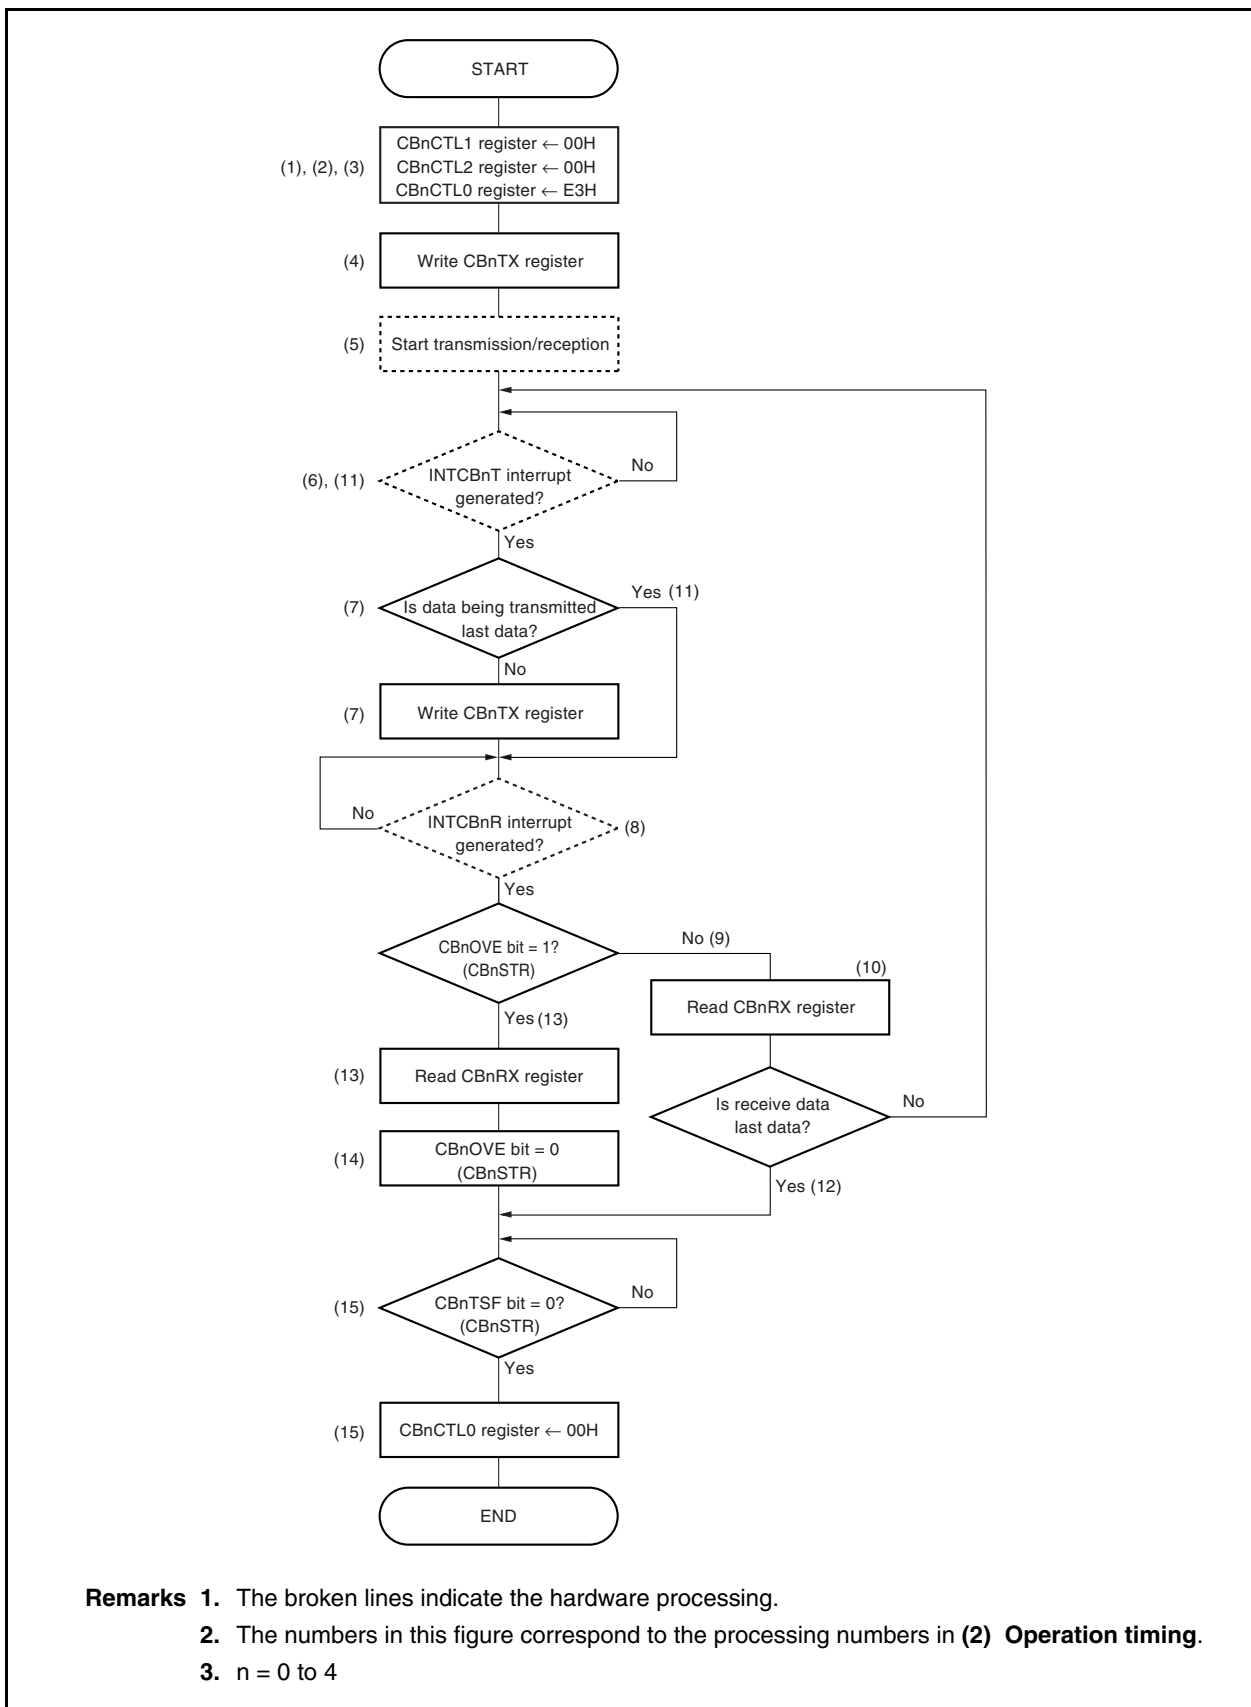 START
CBnCTL1 register ← 00H
(1), (2), (3)
CBnCTL2 register ← 00H
CBnCTL0 register ← E3H
(4)
Write CBnTX register
(5)
Start transmission/reception
(6), (11)
INTCBnT interrupt
generated?
No
Yes
(7)
Is data being transmitted
last data?
Yes (11)
No
(7)
Write CBnTX register
No
INTCBnR interrupt
generated?
(8)
Yes
CBnOVE bit = 1?
(CBnSTR)
No (9)
(10)
Read CBnRX register
Yes (13)
(13)
Read CBnRX register
Is receive data
last data?
No
(14)
CBnOVE bit = 0
(CBnSTR)
Yes (12)
(15)
CBnTSF bit = 0?
(CBnSTR)
No
Yes
(15)
CBnCTL0 register ← 00H
END
Remarks 1. The broken lines indicate the hardware processing.
2. The numbers in this figure correspond to the processing numbers in (2) Operation timing.
3. n = 0 to 4